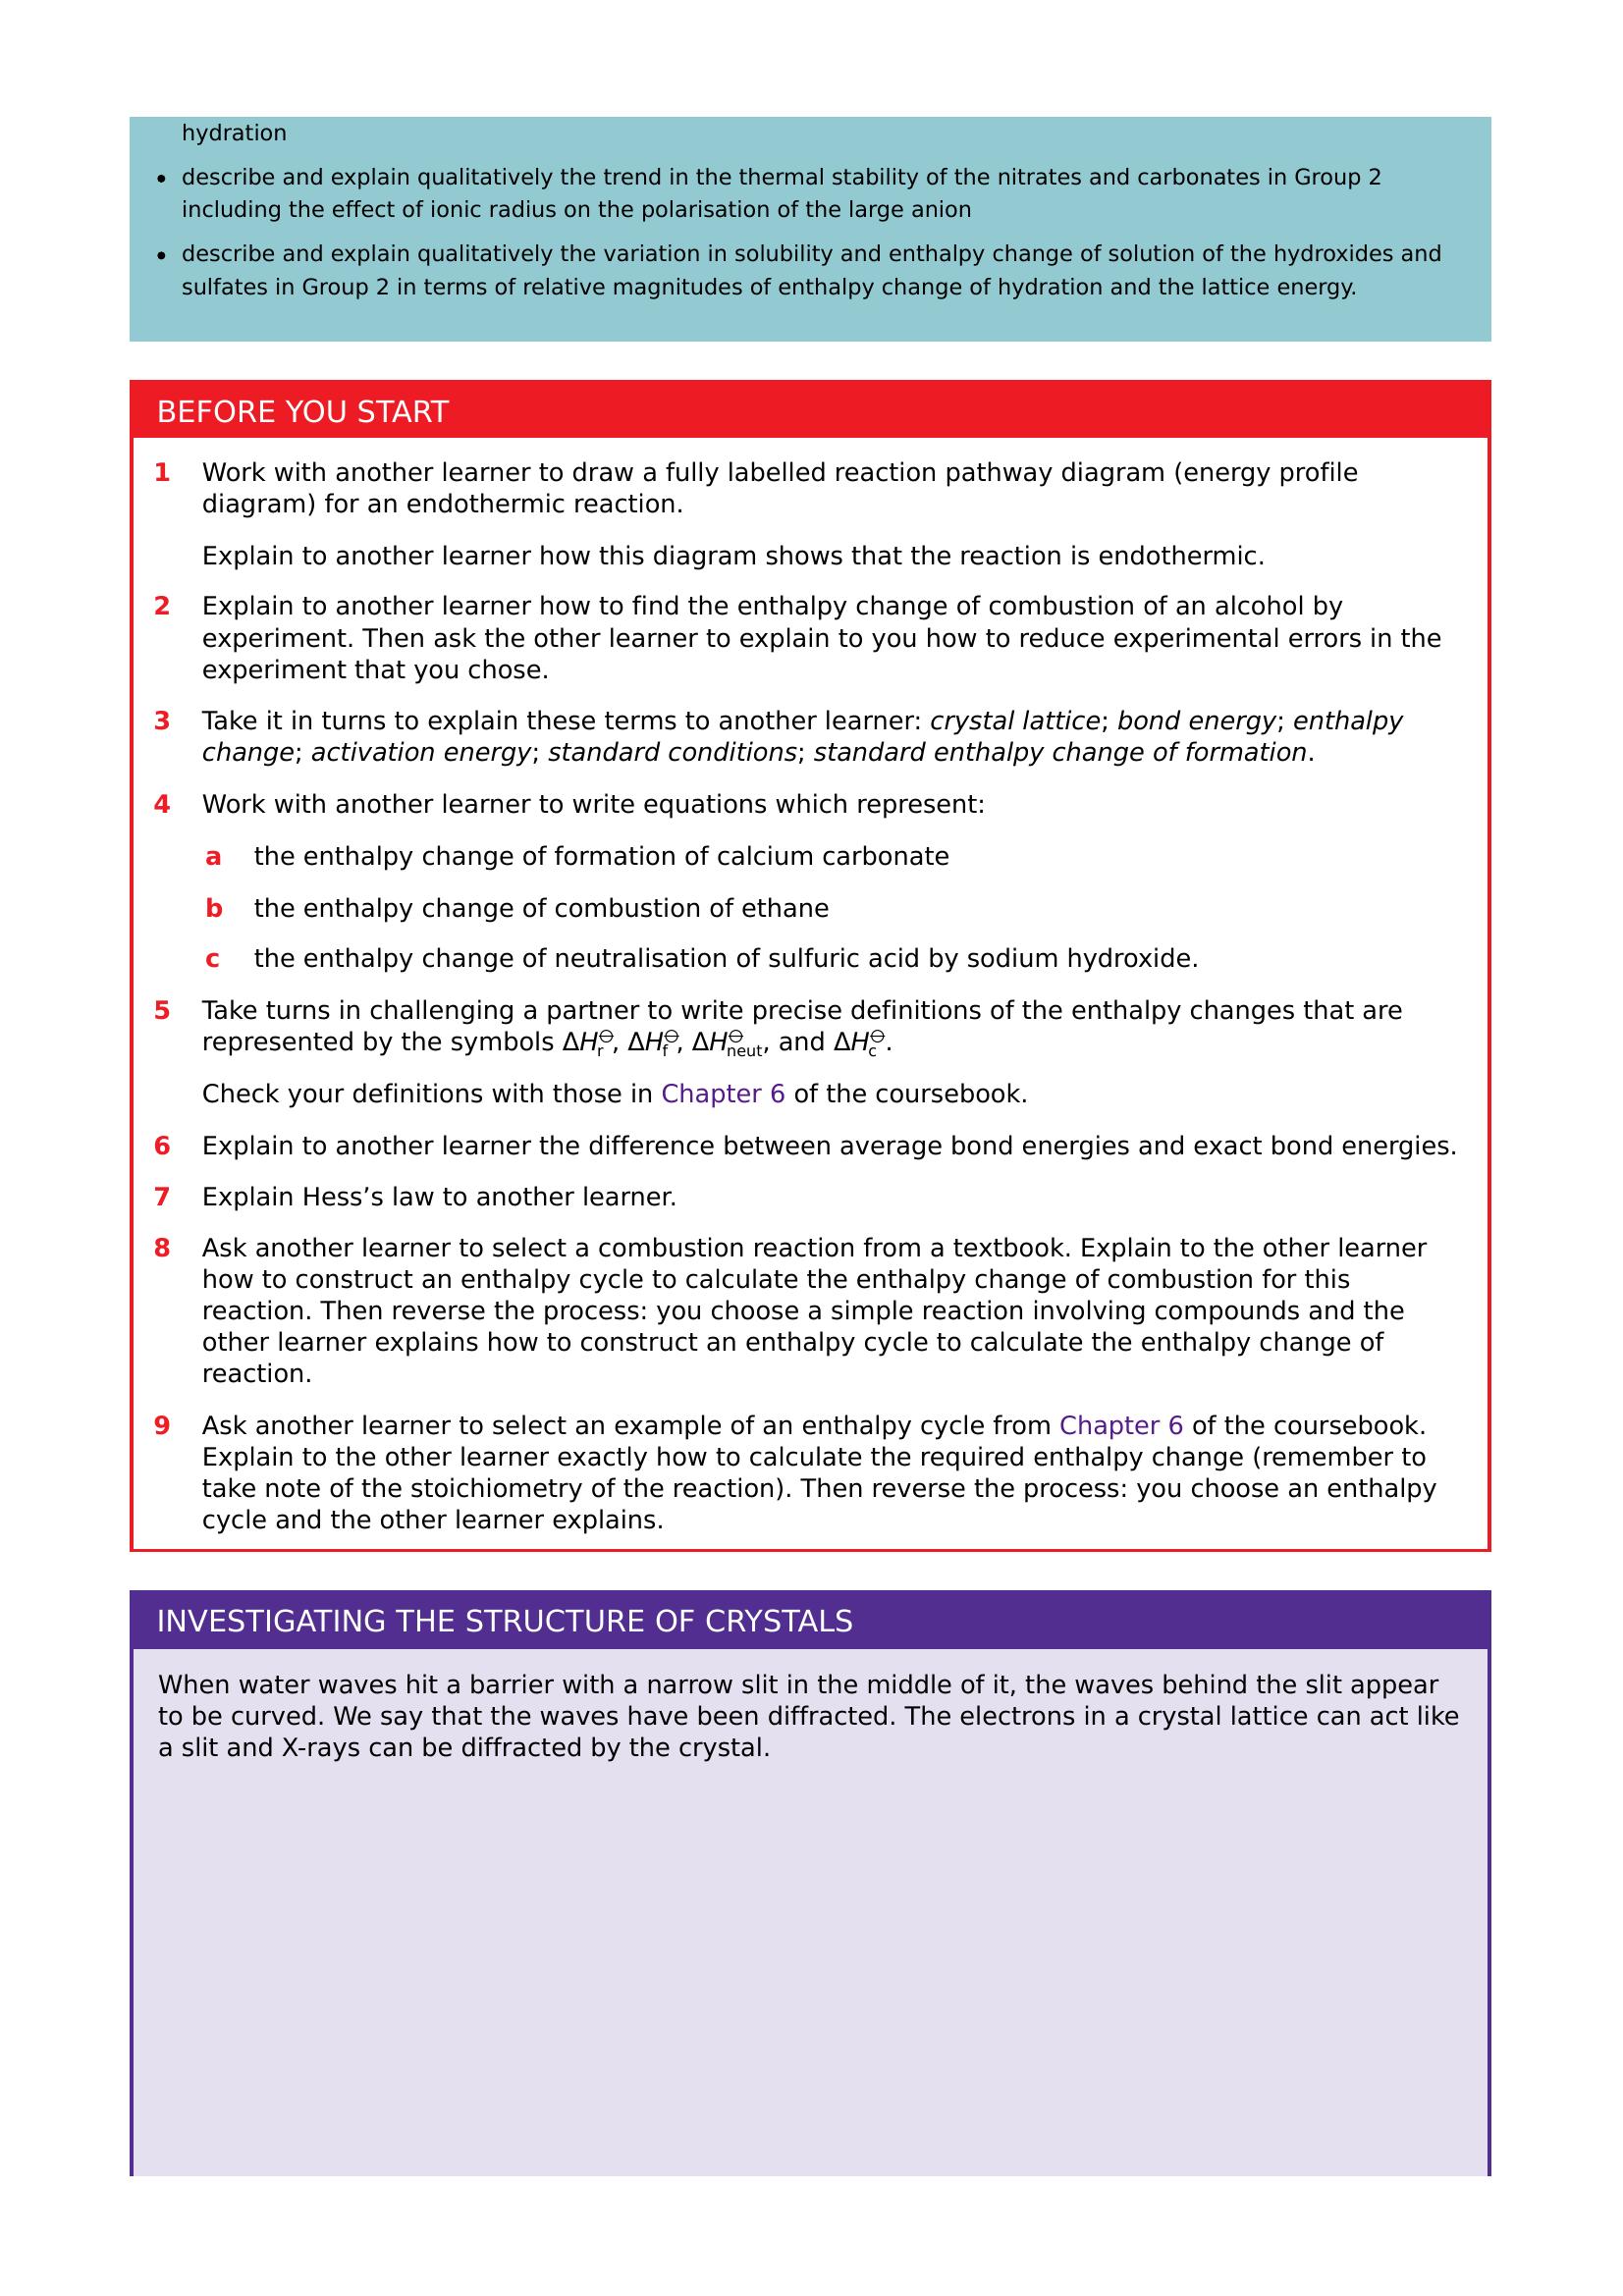 hydration
• describe and explain qualitatively the trend in the thermal stability of the nitrates and carbonates in Group 2
including the effect of ionic radius on the polarisation of the large anion
• describe and explain qualitatively the variation in solubility and enthalpy change of solution of the hydroxides and
sulfates in Group 2 in terms of relative magnitudes of enthalpy change of hydration and the lattice energy.
BEFORE YOU START
1 Work with another learner to draw a fully labelled reaction pathway diagram (energy profile
diagram) for an endothermic reaction.
Explain to another learner how this diagram shows that the reaction is endothermic.
2 Explain to another learner how to find the enthalpy change of combustion of an alcohol by
experiment. Then ask the other learner to explain to you how to reduce experimental errors in the
experiment that you chose.
3 Take it in turns to explain these terms to another learner: crystal lattice; bond energy; enthalpy
change; activation energy; standard conditions; standard enthalpy change of formation.
4 Work with another learner to write equations which represent:
a the enthalpy change of formation of calcium carbonate
b the enthalpy change of combustion of ethane
c the enthalpy change of neutralisation of sulfuric acid by sodium hydroxide.
5 Take turns in challenging a partner to write precise definitions of the enthalpy changes that are
represented by the symbols ΔH⦵r, ΔH⦵f, ΔH⦵neut, and ΔH⦵c.
Check your definitions with those in Chapter 6 of the coursebook.
6 Explain to another learner the difference between average bond energies and exact bond energies.
7 Explain Hess’s law to another learner.
8 Ask another learner to select a combustion reaction from a textbook. Explain to the other learner
how to construct an enthalpy cycle to calculate the enthalpy change of combustion for this
reaction. Then reverse the process: you choose a simple reaction involving compounds and the
other learner explains how to construct an enthalpy cycle to calculate the enthalpy change of
reaction.
9 Ask another learner to select an example of an enthalpy cycle from Chapter 6 of the coursebook.
Explain to the other learner exactly how to calculate the required enthalpy change (remember to
take note of the stoichiometry of the reaction). Then reverse the process: you choose an enthalpy
cycle and the other learner explains.
INVESTIGATING THE STRUCTURE OF CRYSTALS
When water waves hit a barrier with a narrow slit in the middle of it, the waves behind the slit appear
to be curved. We say that the waves have been diffracted. The electrons in a crystal lattice can act like
a slit and X-rays can be diffracted by the crystal.